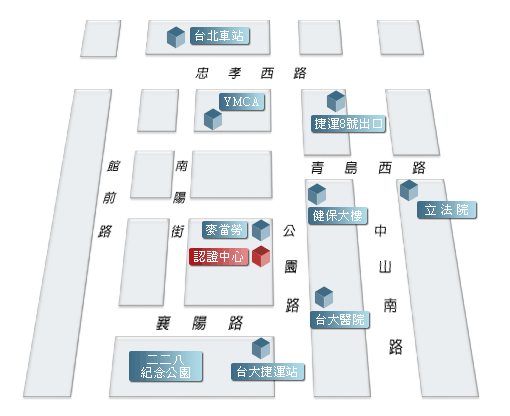 台北車站
忠孝西路
YMCA
捷運8號出口
青島西路
館前路
南陽街
健保大樓
立法院
麥當勞
認證中心
公園路
中山南路
台大醫院
襄陽路
二二八
紀念公園
台大捷運站